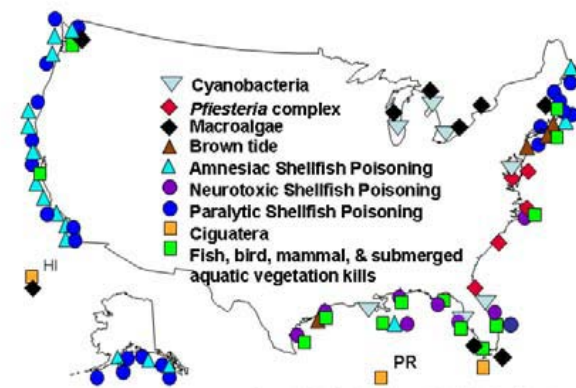 Cyanobacteria
Pfiesteria complex
Macroalgae
Brown tide
Amnesiac Shellfish Poisoning
Neurotoxic Shellfish Poisoning
Paralytic Shellfish Poisoning
Ciguatera
Fish, bird, mammal, & submerged
aquatic vegetation kills
HI
PR